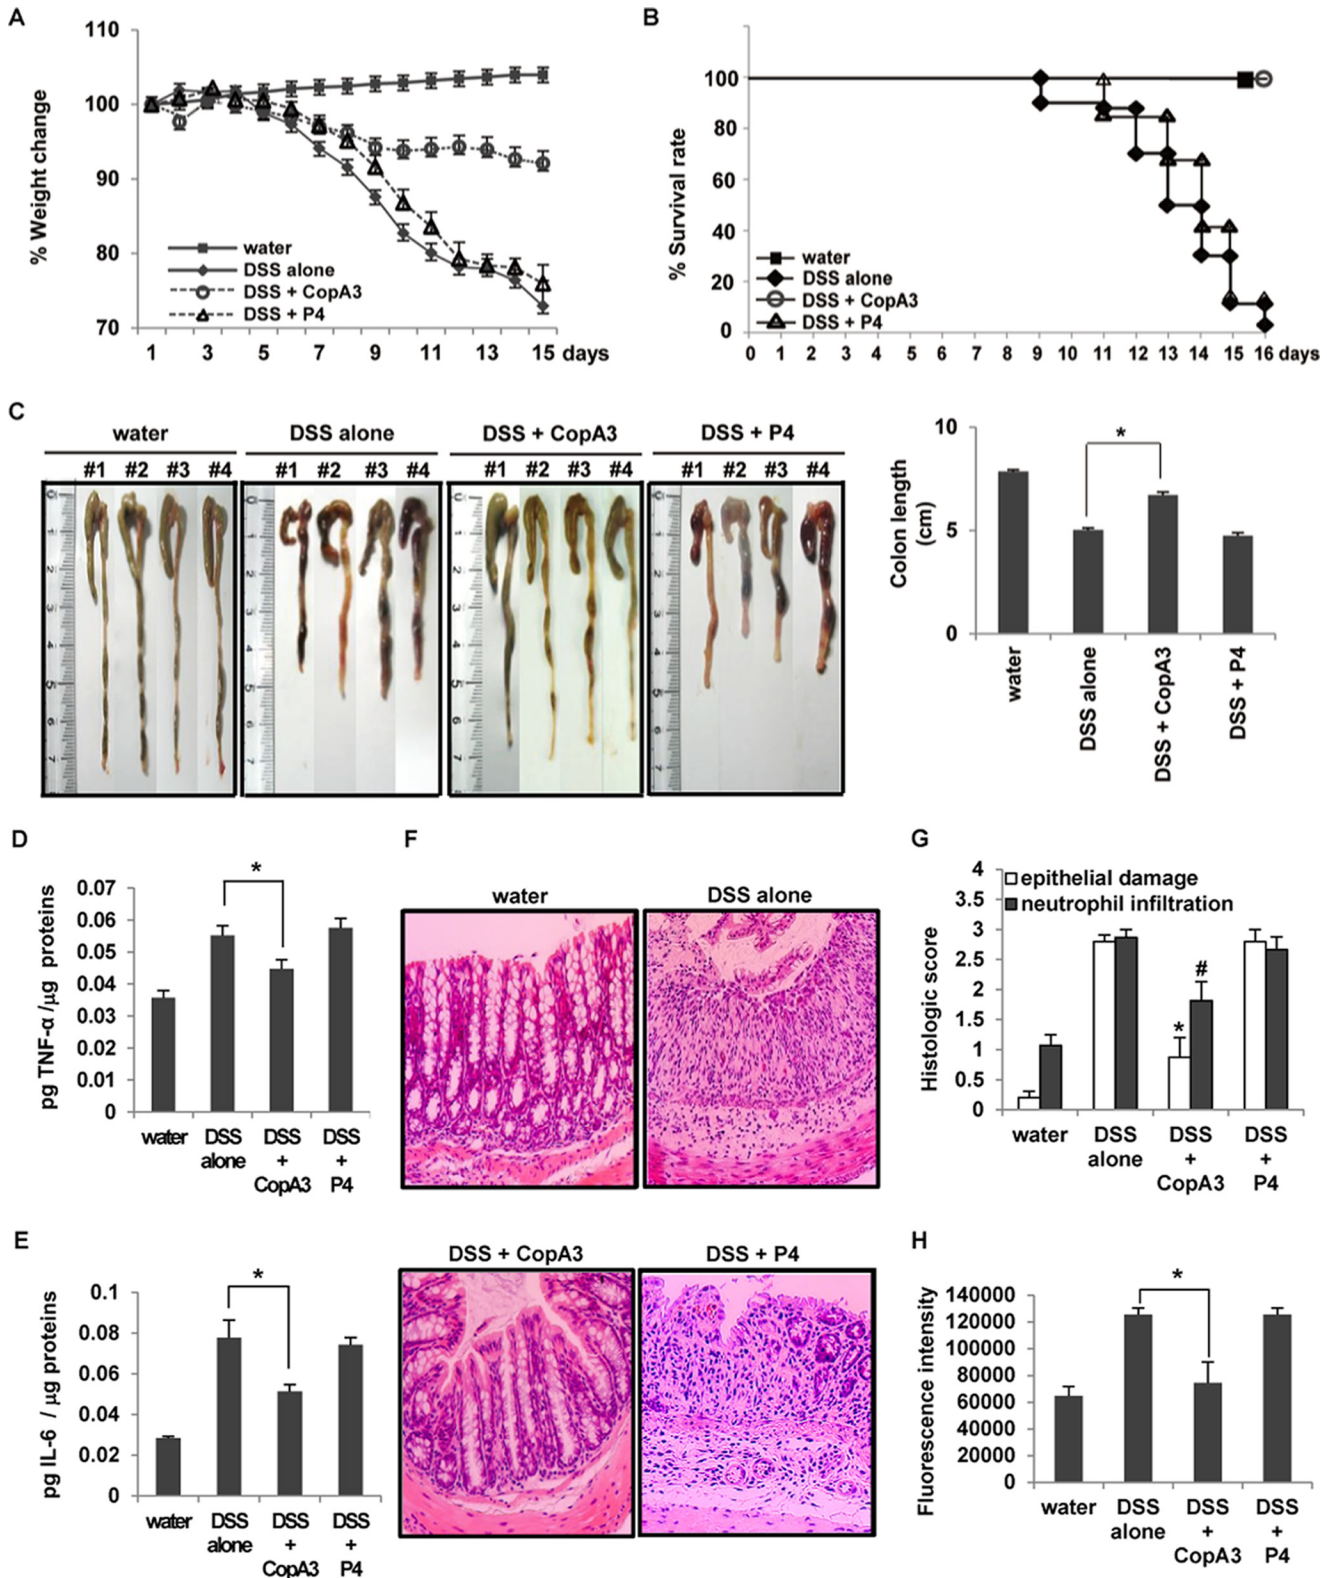 A
110
100
90
80
70
% Weight change
water
DSS alone
DSS + CopA3
DSS + P4
1 3 5 7 9 11 13 15 days
B
100
80
60
40
20
0
% Survival rate
water
DSS alone
DSS + CopA3
DSS + P4
0 1 2 3 4 5 6 7 8 9 10 11 12 13 14 15 16 days
C
water
DSS alone
DSS + CopA3
DSS + P4
#1 #2 #3 #4
#1 #2 #3 #4
#1 #2 #3 #4
#1 #2 #3 #4
0 1 2 3 4 5 6 7
10
5
0
Colon length
(cm)
*
water
DSS alone
DSS + CopA3
DSS + P4
D
0.07
0.06
0.05
0.04
0.03
0.02
0.01
0
pg TNF-α /μg proteins
*
water
DSS
alone
DSS
+
CopA3
DSS
+
P4
E
0.1
0.08
0.06
0.04
0.02
0
pg IL-6 / μg proteins
*
water
DSS
alone
DSS
+
CopA3
DSS
+
P4
F
water
DSS alone
DSS + CopA3
DSS + P4
G
4
3.5
3
2.5
2
1.5
1
0.5
0
Histologic score
epithelial damage
neutrophil infiltration
*
#
water
DSS
alone
DSS
+
CopA3
DSS
+
P4
H
140000
120000
100000
80000
60000
40000
20000
0
Fluorescence intensity
*
water
DSS
alone
DSS
+
CopA3
DSS
+
P4